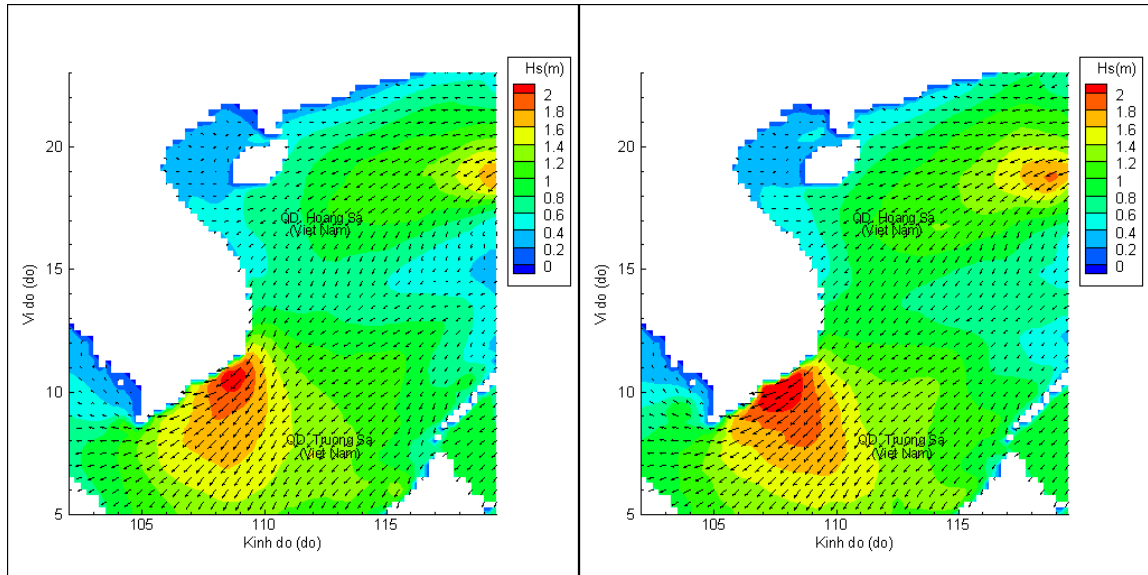 Hs(m)
2
1.8
1.6
1.4
1.2
1
0.8
0.6
0.4
0.2
0
20
15
10
5
Vi do (do)
QD. Hoang Sa
(Viet Nam)
QD. Truong Sa
(Viet Nam)
105
110
115
Kinh do (do)
Hs(m)
2
1.8
1.6
1.4
1.2
1
0.8
0.6
0.4
0.2
0
20
15
10
5
Vi do (do)
QD. Hoang Sa
(Viet Nam)
QD. Truong Sa
(Viet Nam)
105
110
115
Kinh do (do)